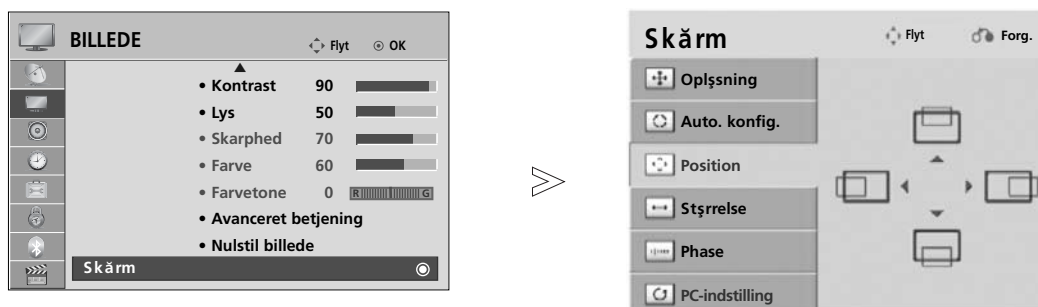 BILLEDE
Flyt OK
• Kontrast 90
• Lys 50
• Skarphed 70
• Farve 60
• Farvetone 0 R G
• Avanceret betjening
• Nulstil billede
Skărm
Skărm
Flyt Forg.
Oplşsning
Auto. konfig.
Position
Stşrrelse
Phase
PC-indstilling